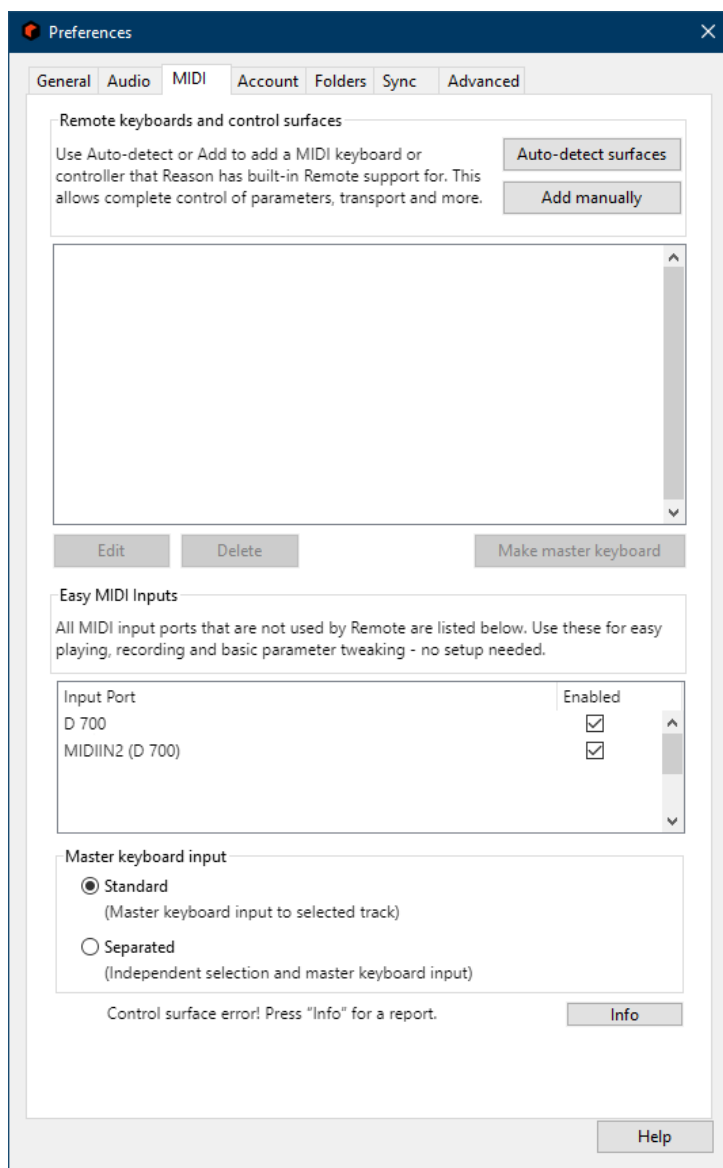 Preferences
General Audio MIDI Account Folders Sync Advanced
Remote keyboards and control surfaces
Use Auto-detect or Add to add a MIDI keyboard or
controller that Reason has built-in Remote support for. This
allows complete control of parameters, transport and more.
Auto-detect surfaces
Add manually
Edit Delete Make master keyboard
Easy MIDI Inputs
All MIDI input ports that are not used by Remote are listed below. Use these for easy
playing, recording and basic parameter tweaking - no setup needed.
Input Port Enabled
D 700
MIDIIN2 (D 700)
Master keyboard input
Standard
(Master keyboard input to selected track)
Separated
(Independent selection and master keyboard input)
Control surface error! Press “Info” for a report. Info
Help